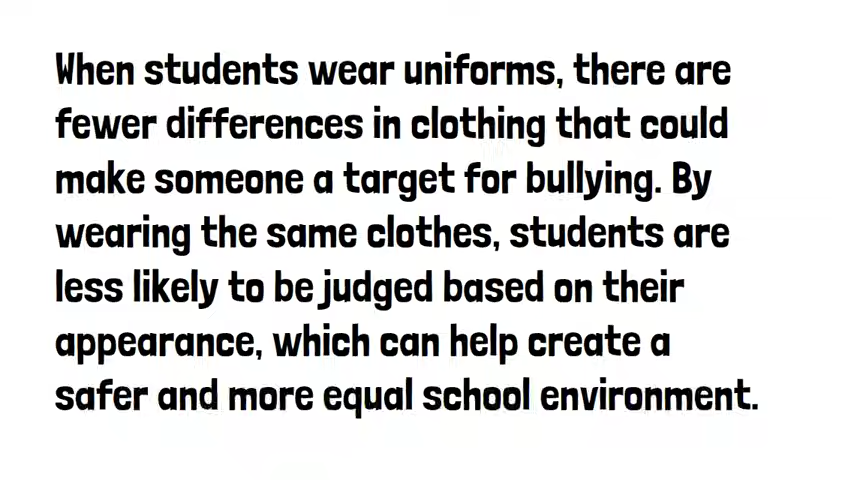 When students wear uniforms, there are
fewer differences in clothing that could
make someone a target for bullying. By
wearing the same clothes, students are
less likely to be judged based on their
appearance, which can help create a
safer and more equal school environment.